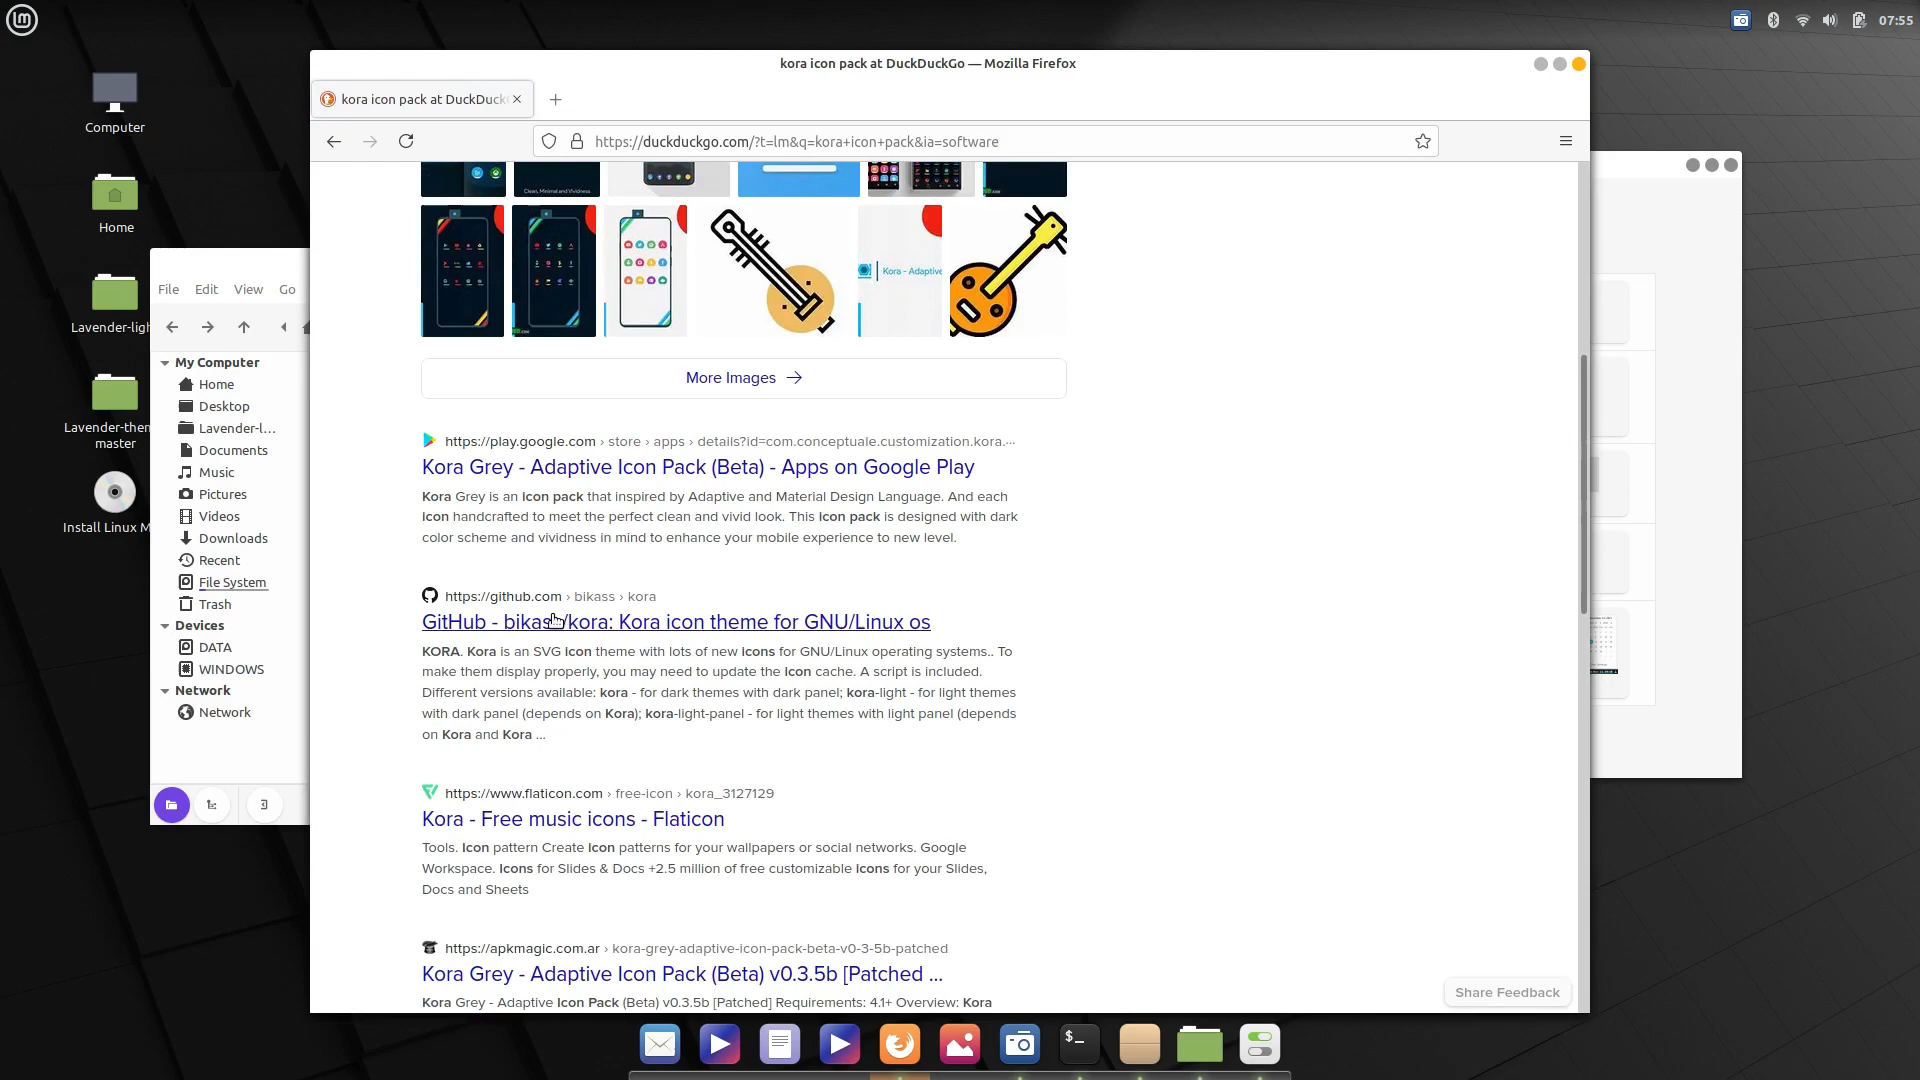 07:55
Computer
Home
Lavender-ligh
Lavender-then
master
Install Linux M
File Edit View Go
My Computer
Home
Desktop
Lavender-l...
Documents
Music
Pictures
Videos
Downloads
Recent
File System
Trash
Devices
DATA
WINDOWS
Network
Network
kora icon pack at DuckDuckGo — Mozilla Firefox
kora icon pack at DuckDuck
https://duckduckgo.com/?t=lm&q=kora+icon+pack&ia=software
Clean, Minimal and Vividness
Kora - Adaptive
More Images
https://play.google.com › store › apps › details?id=com.conceptuale.customization.kora....
Kora Grey - Adaptive Icon Pack (Beta) - Apps on Google Play
Kora Grey is an icon pack that inspired by Adaptive and Material Design Language. And each
icon handcrafted to meet the perfect clean and vivid look. This icon pack is designed with dark
color scheme and vividness in mind to enhance your mobile experience to new level.
https://github.com › bikass › kora
GitHub - bikass/kora: Kora icon theme for GNU/Linux os
KORA. Kora is an SVG icon theme with lots of new icons for GNU/Linux operating systems.. To
make them display properly, you may need to update the icon cache. A script is included.
Different versions available: kora - for dark themes with dark panel; kora-light - for light themes
with dark panel (depends on Kora); kora-light-panel - for light themes with light panel (depends
on Kora and Kora ...
https://www.flaticon.com › free-icon › kora_3127129
Kora - Free music icons - Flaticon
Tools. Icon pattern Create icon patterns for your wallpapers or social networks. Google
Workspace. Icons for Slides & Docs +2.5 million of free customizable icons for your Slides,
Docs and Sheets
https://apkmagic.com.ar › kora-grey-adaptive-icon-pack-beta-v0-3-5b-patched
Kora Grey - Adaptive Icon Pack (Beta) v0.3.5b [Patched ...
Kora Grey - Adaptive Icon Pack (Beta) v0.3.5b [Patched] Requirements: 4.1+ Overview: Kora
Share Feedback